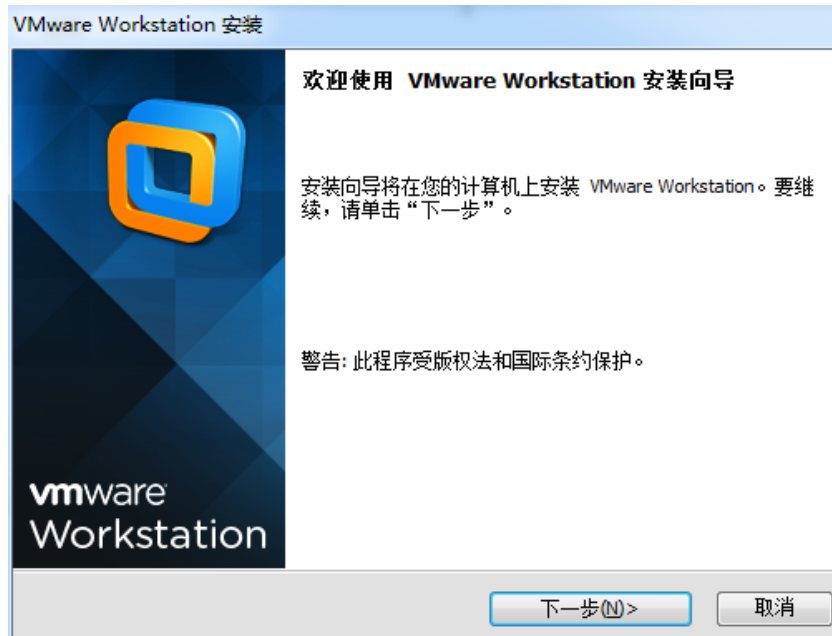 VMware Workstation 安装
欢迎使用 VMware Workstation 安装向导
安装向导将在您的计算机上安装 VMware Workstation。要继
续，请单击“下一步”。
警告: 此程序受版权法和国际条约保护。
vmware
Workstation
下一步(N)>
取消